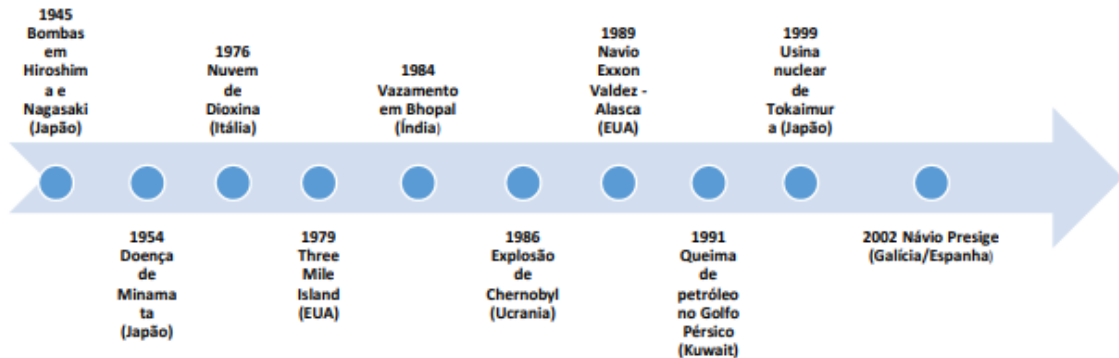 1945
Bombas
em
Hiroshim
a e
Nagasaki
(Japão)
1954
Doença
de
Minama
ta
(Japão)
1976
Nuvem
de
Dioxina
(Itália)
1979
Three
Mile
Island
(EUA)
1984
Vazamento
em Bhopal
(Índia)
1986
Explosão
de
Chernobyl
(Ucrania)
1989
Navio
Exxon
Valdez -
Alasca
(EUA)
1991
Queima
de
petróleo
no Golfo
Pérsico
(Kuwait)
1999
Usina
nuclear
de
Tokaimur
a (Japão)
2002 Návio Presige
(Galícia/Espanha)